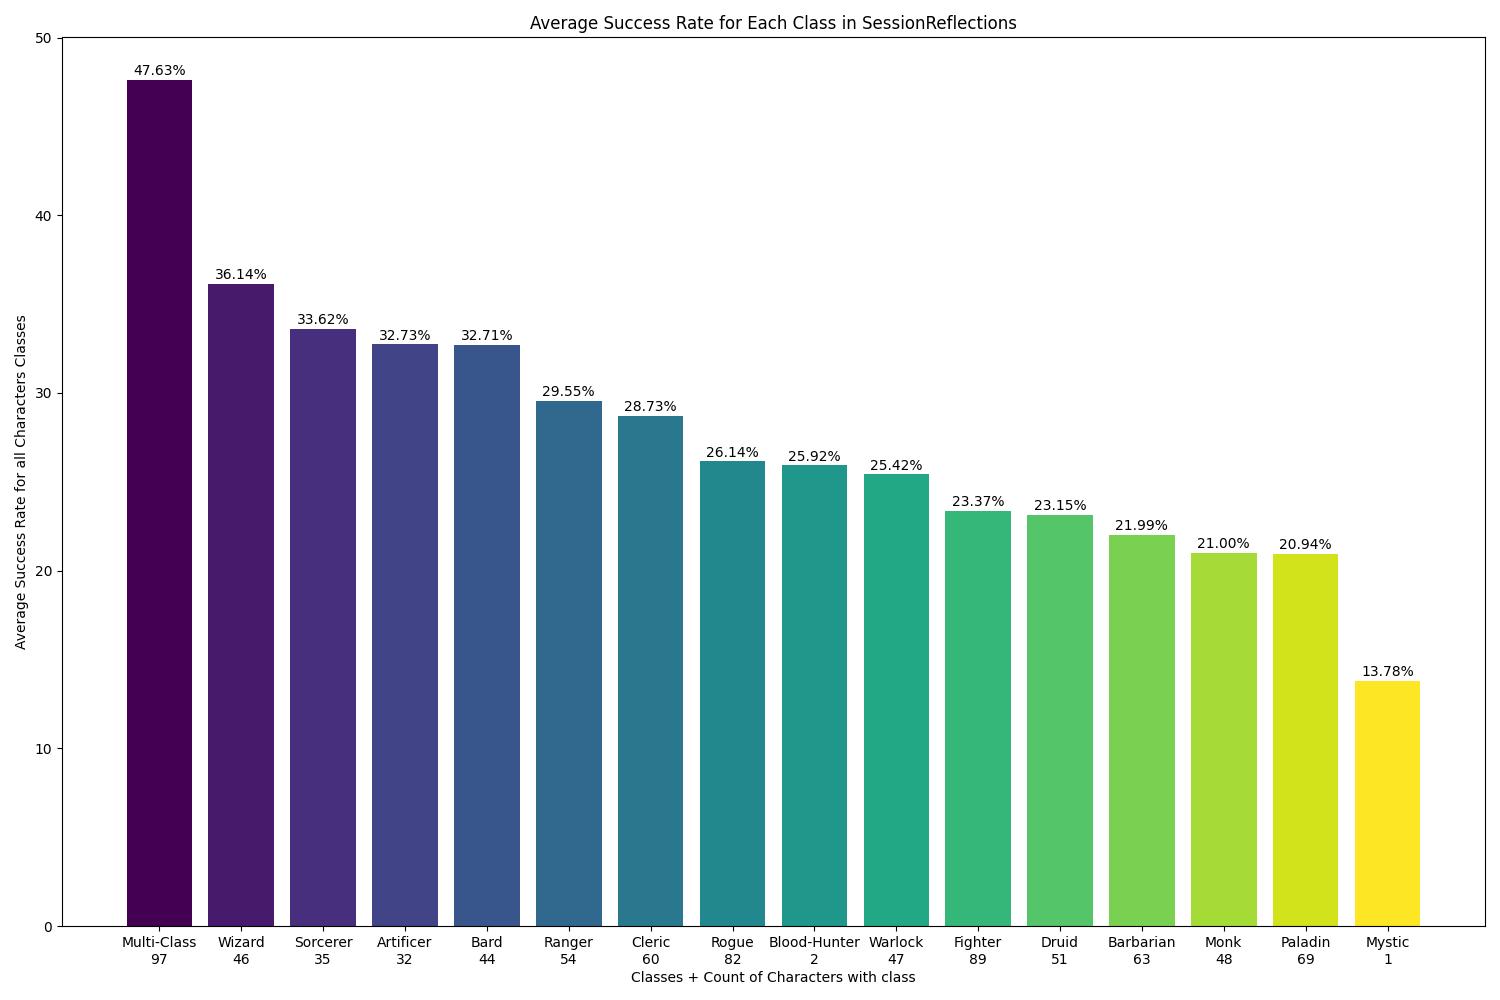 Average Success Rate for Each Class in SessionReflections
Average Success Rate for all Characters Classes
50
40
30
20
10
0
47.63%
36.14%
33.62%
32.73%
32.71%
29.55%
28.73%
26.14%
25.92%
25.42%
23.37%
23.15%
21.99%
21.00%
20.94%
13.78%
Multi-Class
97
Wizard
46
Sorcerer
35
Artificer
32
Bard
44
Ranger
54
Cleric
60
Rogue
82
Blood-Hunter
2
Warlock
47
Fighter
89
Druid
51
Barbarian
63
Monk
48
Paladin
69
Mystic
1
Classes + Count of Characters with class